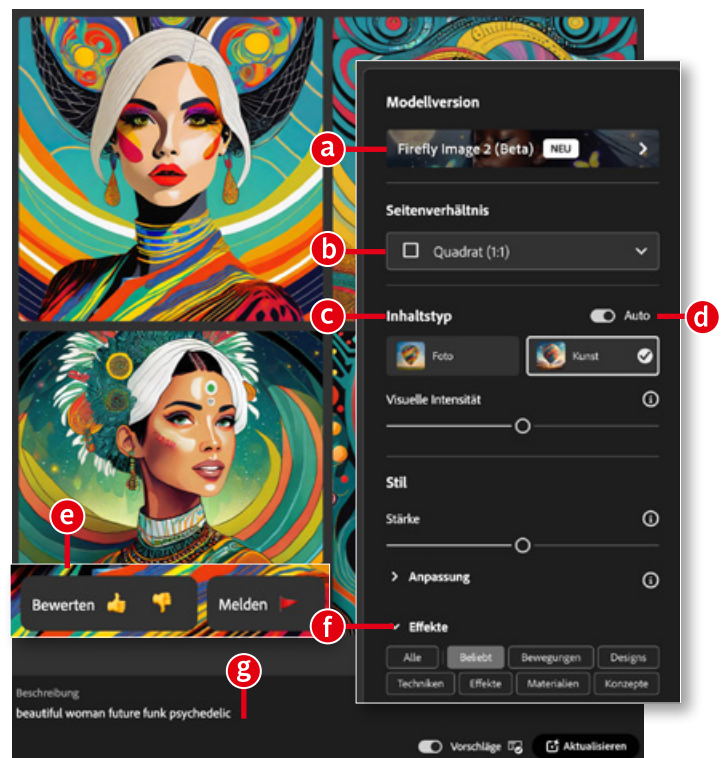 Modellversion
a
Firefly Image 2 (Beta) NEU
Seitenverhältnis
b
Quadrat (1:1)
c
Inhaltstyp
Auto
d
Foto
Kunst
Visuelle Intensität
Stil
Stärke
e
Anpassung
Bewerten
Melden
f
Effekte
Alle
Beliebt
Bewegungen
Designs
Techniken
Effekte
Materialien
Konzepte
g
Beschreibung
beautiful woman future funk psychedelic
Vorschläge
Aktualisieren